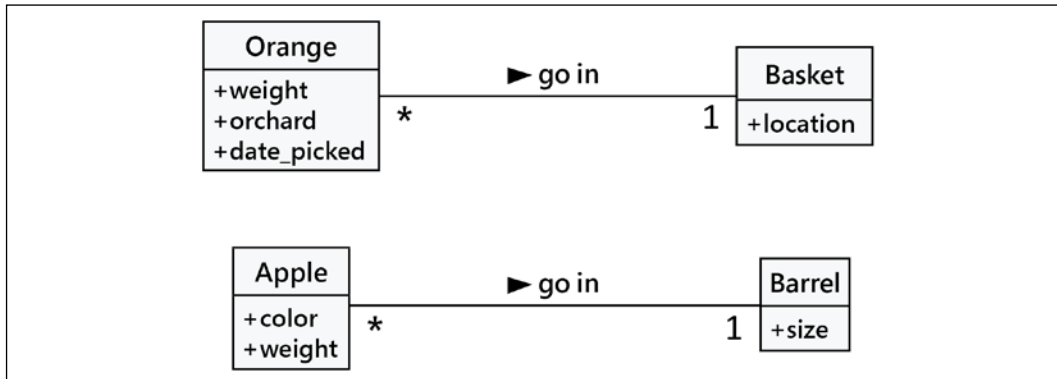 Orange
+weight
+orchard
+date_picked
► go in
* 1
Basket
+location
Apple
+color
+weight
► go in
* 1
Barrel
+size